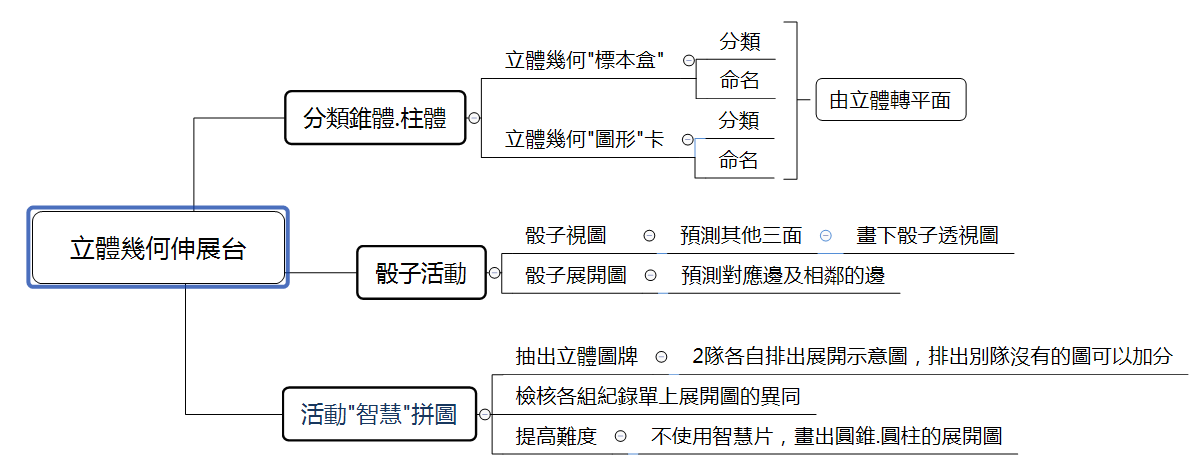 立體幾何伸展台
分類錐體.柱體
立體幾何"標本盒"
分類
命名
立體幾何"圖形"卡
分類
命名
由立體轉平面
骰子活動
骰子視圖
預測其他三面
畫下骰子透視圖
骰子展開圖
預測對應邊及相鄰的邊
活動"智慧"拼圖
抽出立體圖牌
2隊各自排出展開示意圖，排出別隊沒有的圖可以加分
檢核各組紀錄單上展開圖的異同
提高難度
不使用智慧片，畫出圓錐.圓柱的展開圖